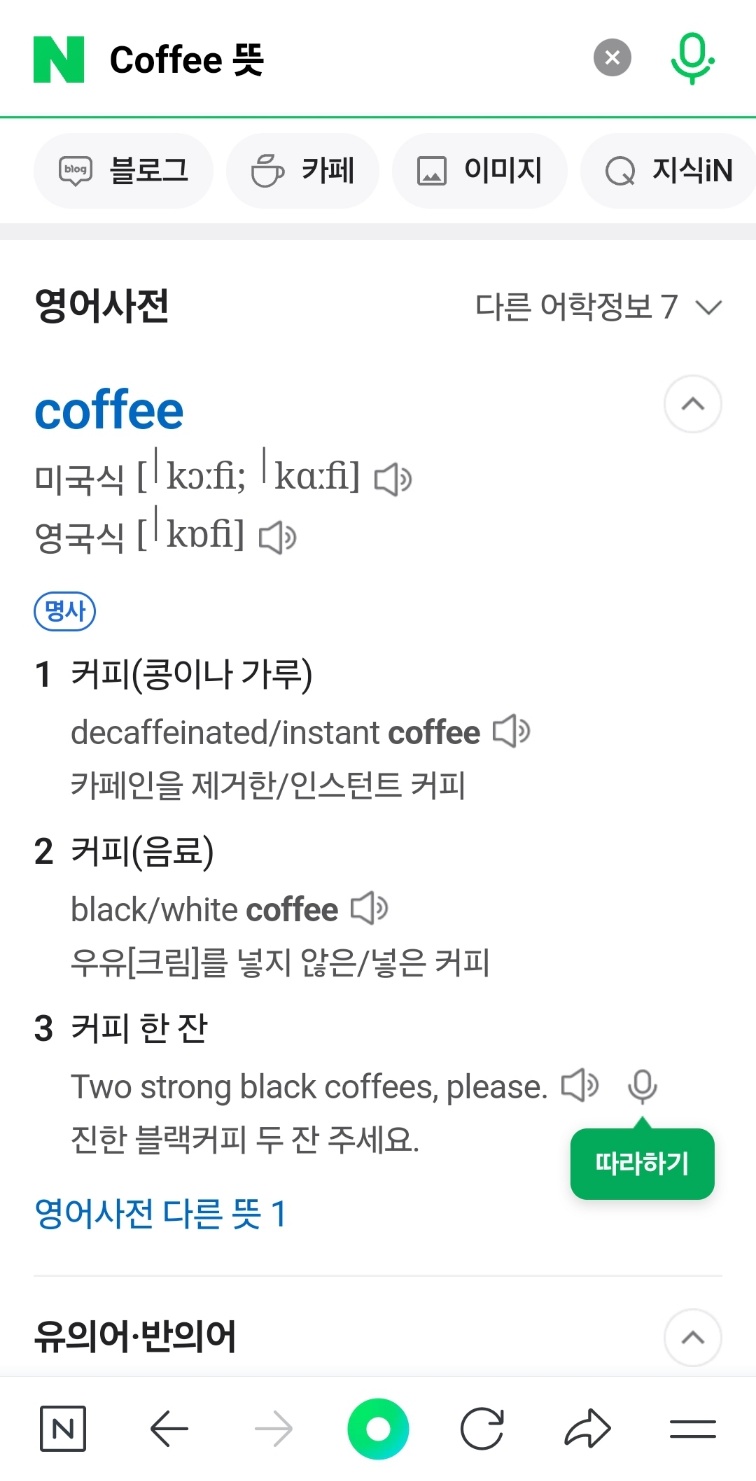 N Coffee 뜻
blog 블로그 카페 이미지 지식iN
영어사전 다른 어학정보 7
coffee
미국식 [ˈkɔːfi; ˈkɑːfi]
영국식 [ˈkɒfi]
명사
1 커피(콩이나 가루)
decaffeinated/instant coffee
카페인을 제거한/인스턴트 커피
2 커피(음료)
black/white coffee
우유[크림]를 넣지 않은/넣은 커피
3 커피 한 잔
Two strong black coffees, please.
진한 블랙커피 두 잔 주세요.
따라하기
영어사전 다른 뜻 1
유의어·반의어
N